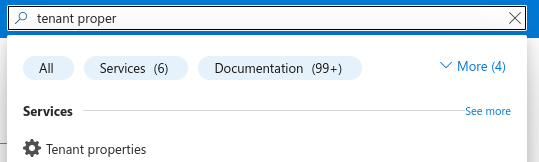 tenant proper
All Services (6) Documentation (99+) More (4)
Services See more
Tenant properties